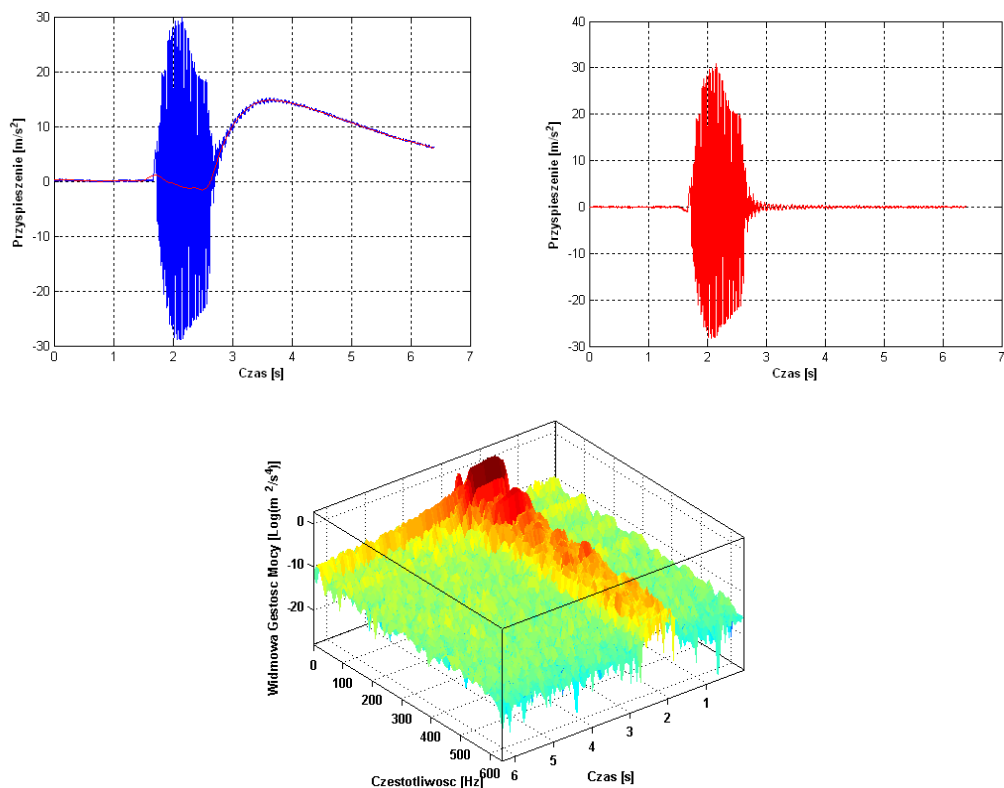 30
20
10
0
-10
-20
-30
0 1 2 3 4 5 6 7
Przyspieszenie [m/s²]
Czas [s]
40
30
20
10
0
-10
-20
-30
0 1 2 3 4 5 6 7
Przyspieszenie [m/s²]
Czas [s]
Widmowa Gestosc Mocy [Log(m ²/s⁴)]
0
-10
-20
0 100 200 300 400 500 600
Czestotliwosc [Hz]
6 5 4 3 2 1
Czas [s]